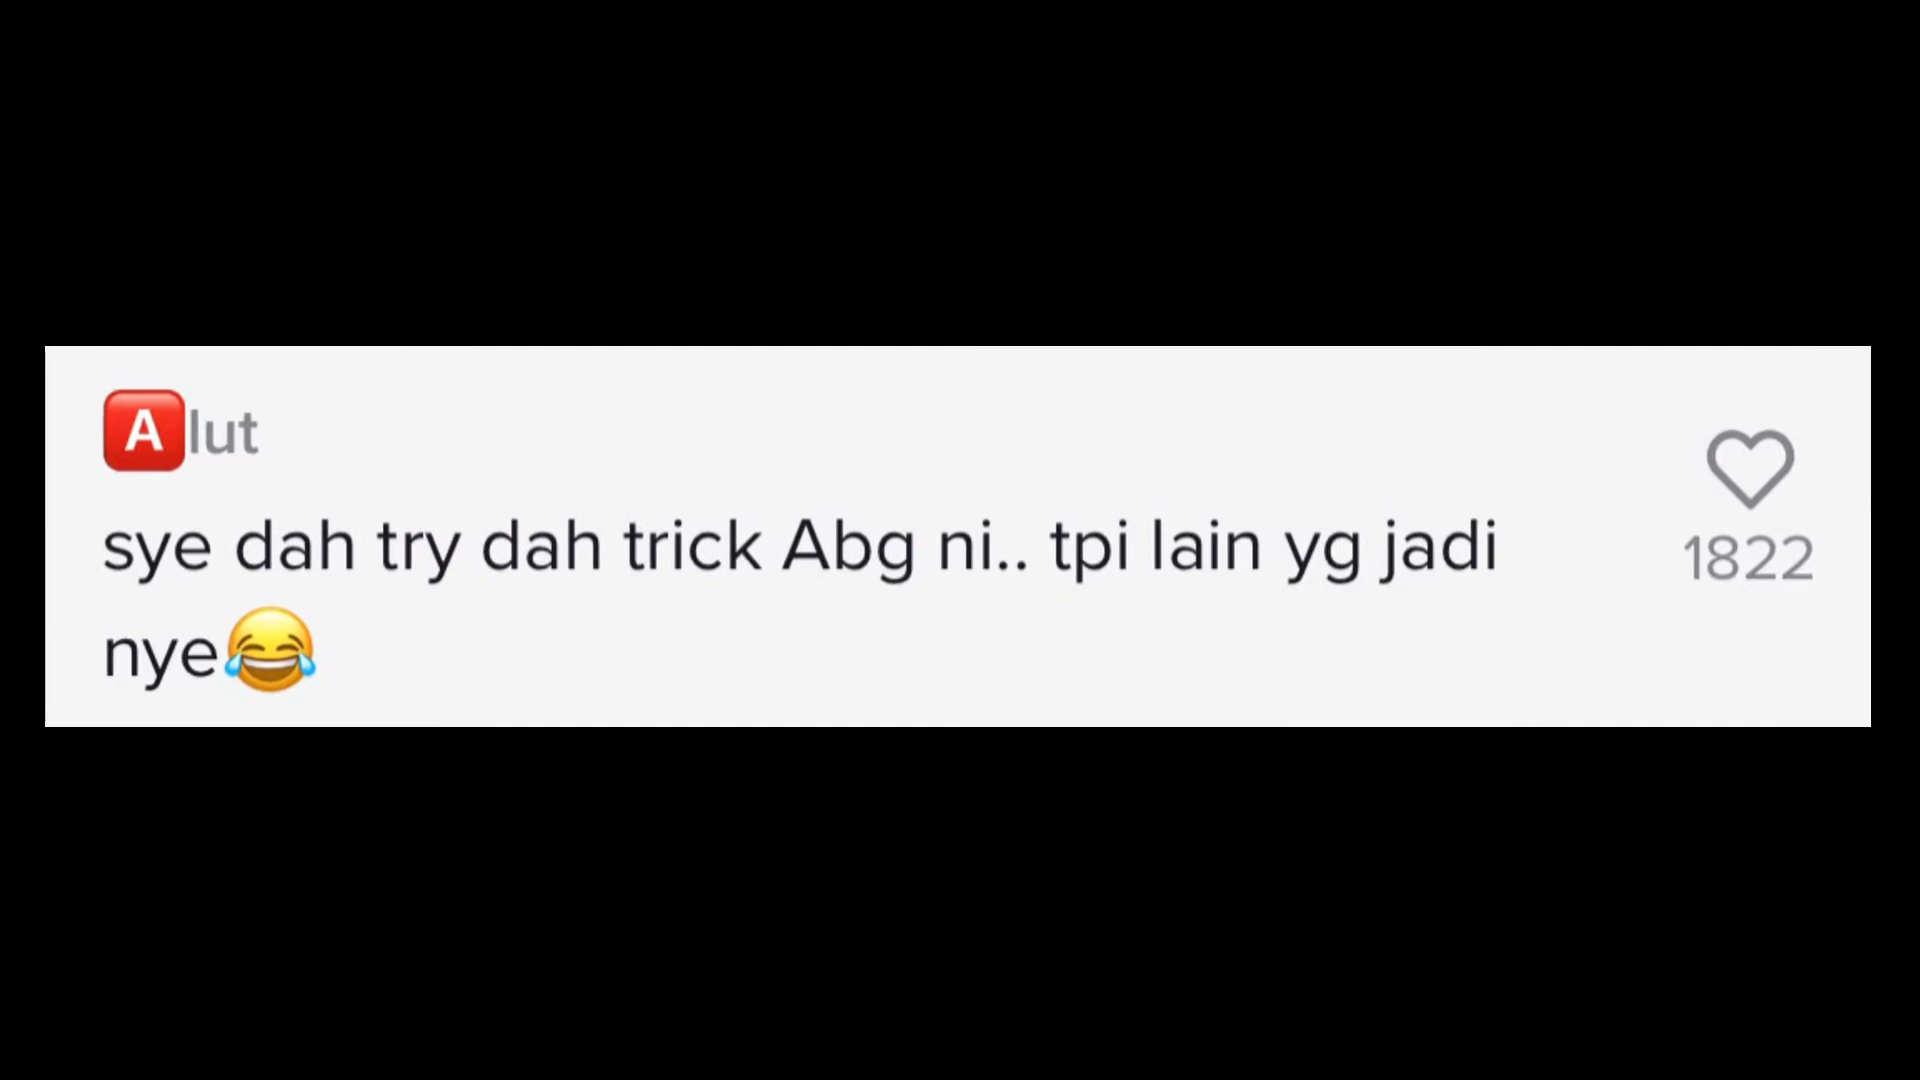 🅰lut
sye dah try dah trick Abg ni.. tpi lain yg jadi
nye😂
1822